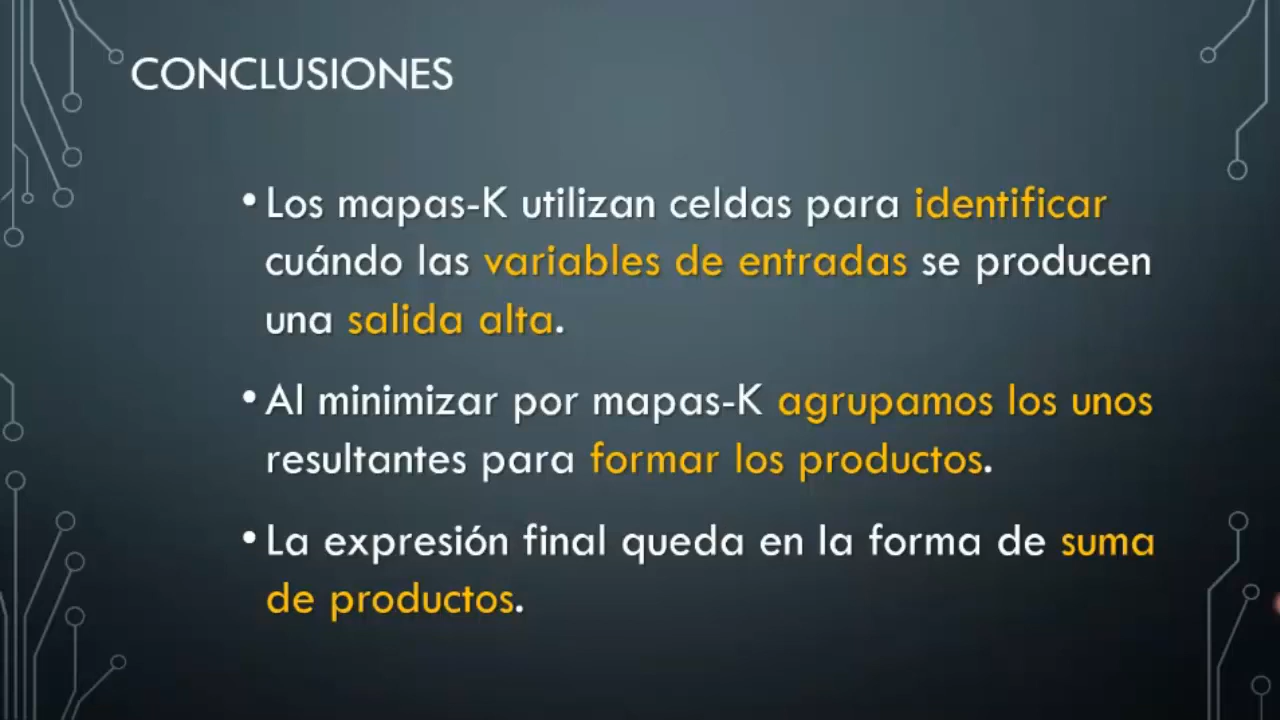 CONCLUSIONES
•Los mapas-K utilizan celdas para identificar
cuándo las variables de entradas se producen
una salida alta.
•Al minimizar por mapas-K agrupamos los unos
resultantes para formar los productos.
•La expresión final queda en la forma de suma
de productos.